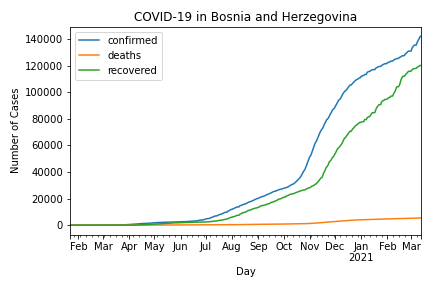 COVID-19 in Bosnia and Herzegovina
confirmed
deaths
recovered
Number of Cases
140000
120000
100000
80000
60000
40000
20000
0
Feb Mar Apr May Jun Jul Aug Sep Oct Nov Dec Jan Feb Mar
2021
Day